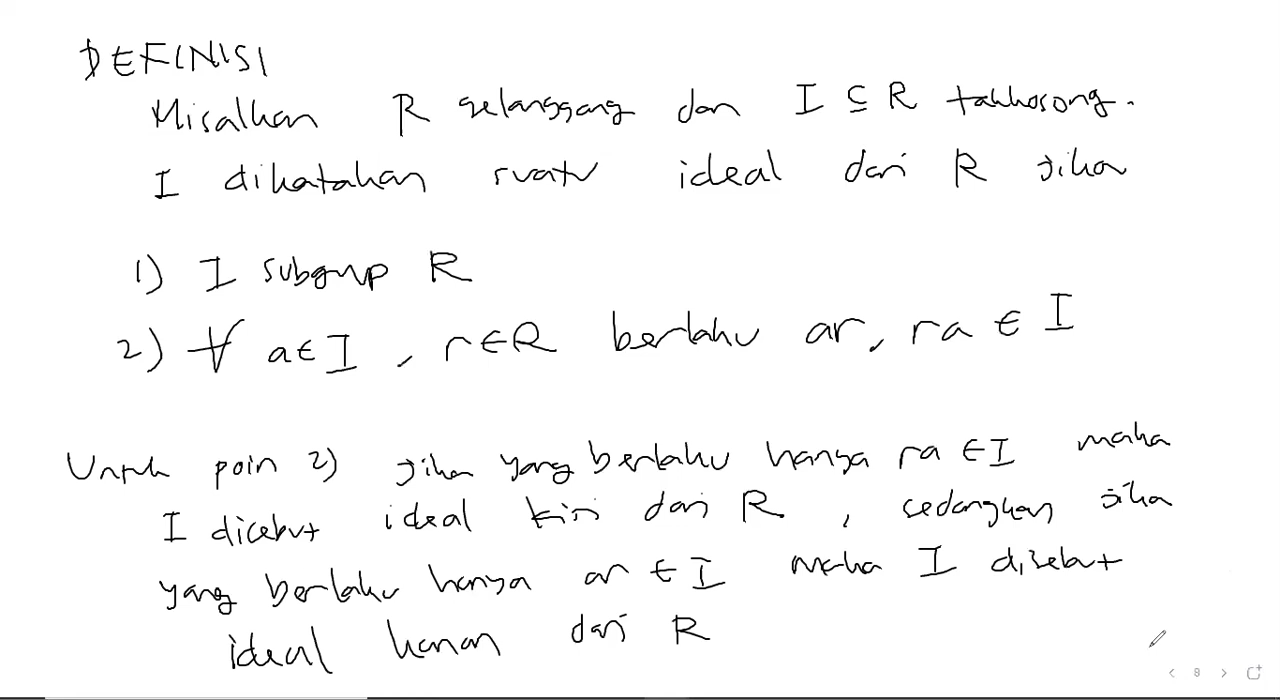 DEFINISI
Misalkan R gelanggang dan I ⊆ R takkosong.
I dikatakan suatu ideal dari R jika
1) I subgrup R
2) ∀ a ∈ I, r ∈ R berlaku ar, ra ∈ I
Untuk poin 2) jika yang berlaku hanya ra ∈ I maka
I disebut ideal kiri dari R, sedangkan jika
yang berlaku hanya ar ∈ I maka I disebut
ideal kanan dari R
< 8 >